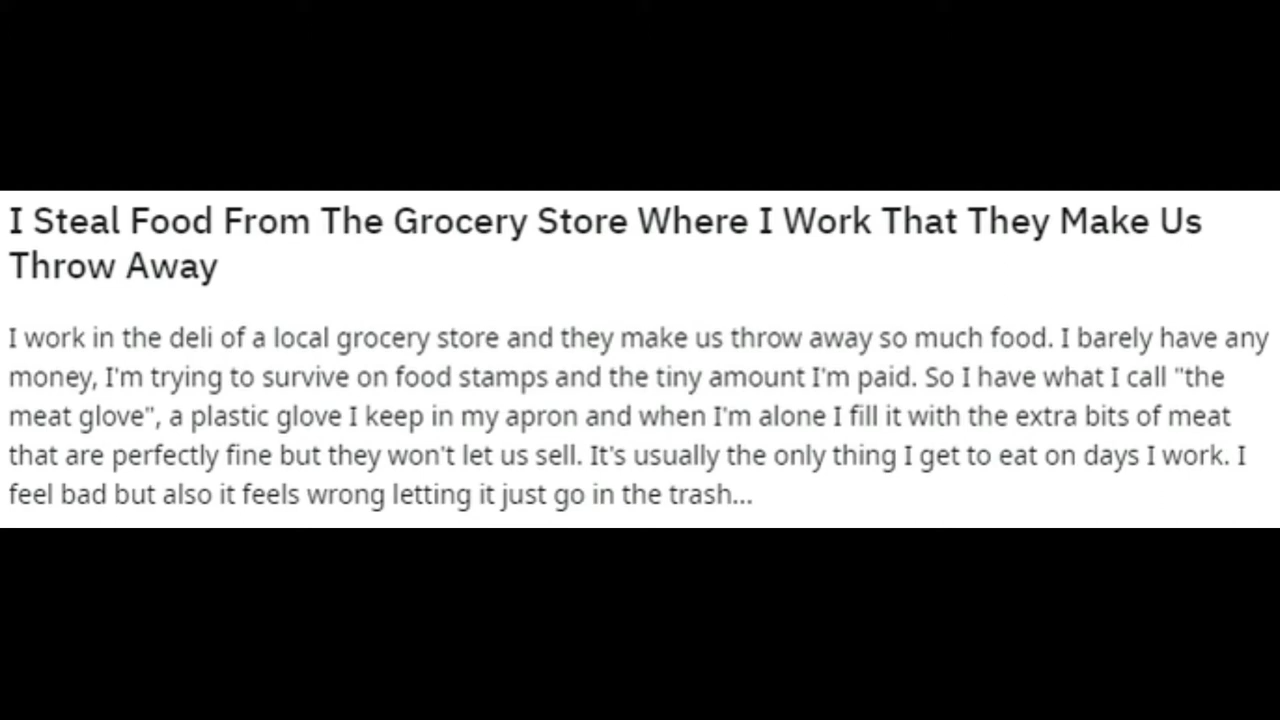 I Steal Food From The Grocery Store Where I Work That They Make Us
Throw Away
I work in the deli of a local grocery store and they make us throw away so much food. I barely have any
money, I'm trying to survive on food stamps and the tiny amount I'm paid. So I have what I call "the
meat glove", a plastic glove I keep in my apron and when I'm alone I fill it with the extra bits of meat
that are perfectly fine but they won't let us sell. It's usually the only thing I get to eat on days I work. I
feel bad but also it feels wrong letting it just go in the trash...